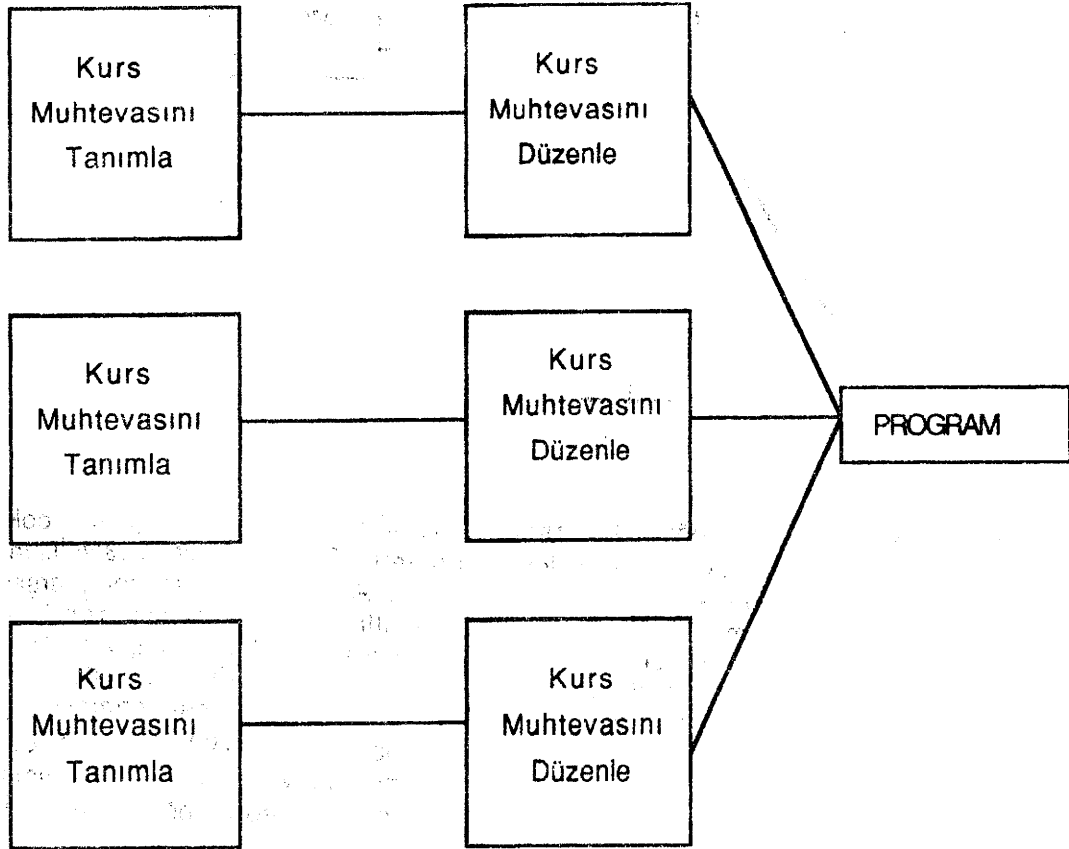 Kurs
Muhtevasını
Tanımla
Kurs
Muhtevasını
Düzenle
Kurs
Muhtevasını
Tanımla
Kurs
Muhtevasını
Düzenle
PROGRAM
Kurs
Muhtevasını
Tanımla
Kurs
Muhtevasını
Düzenle